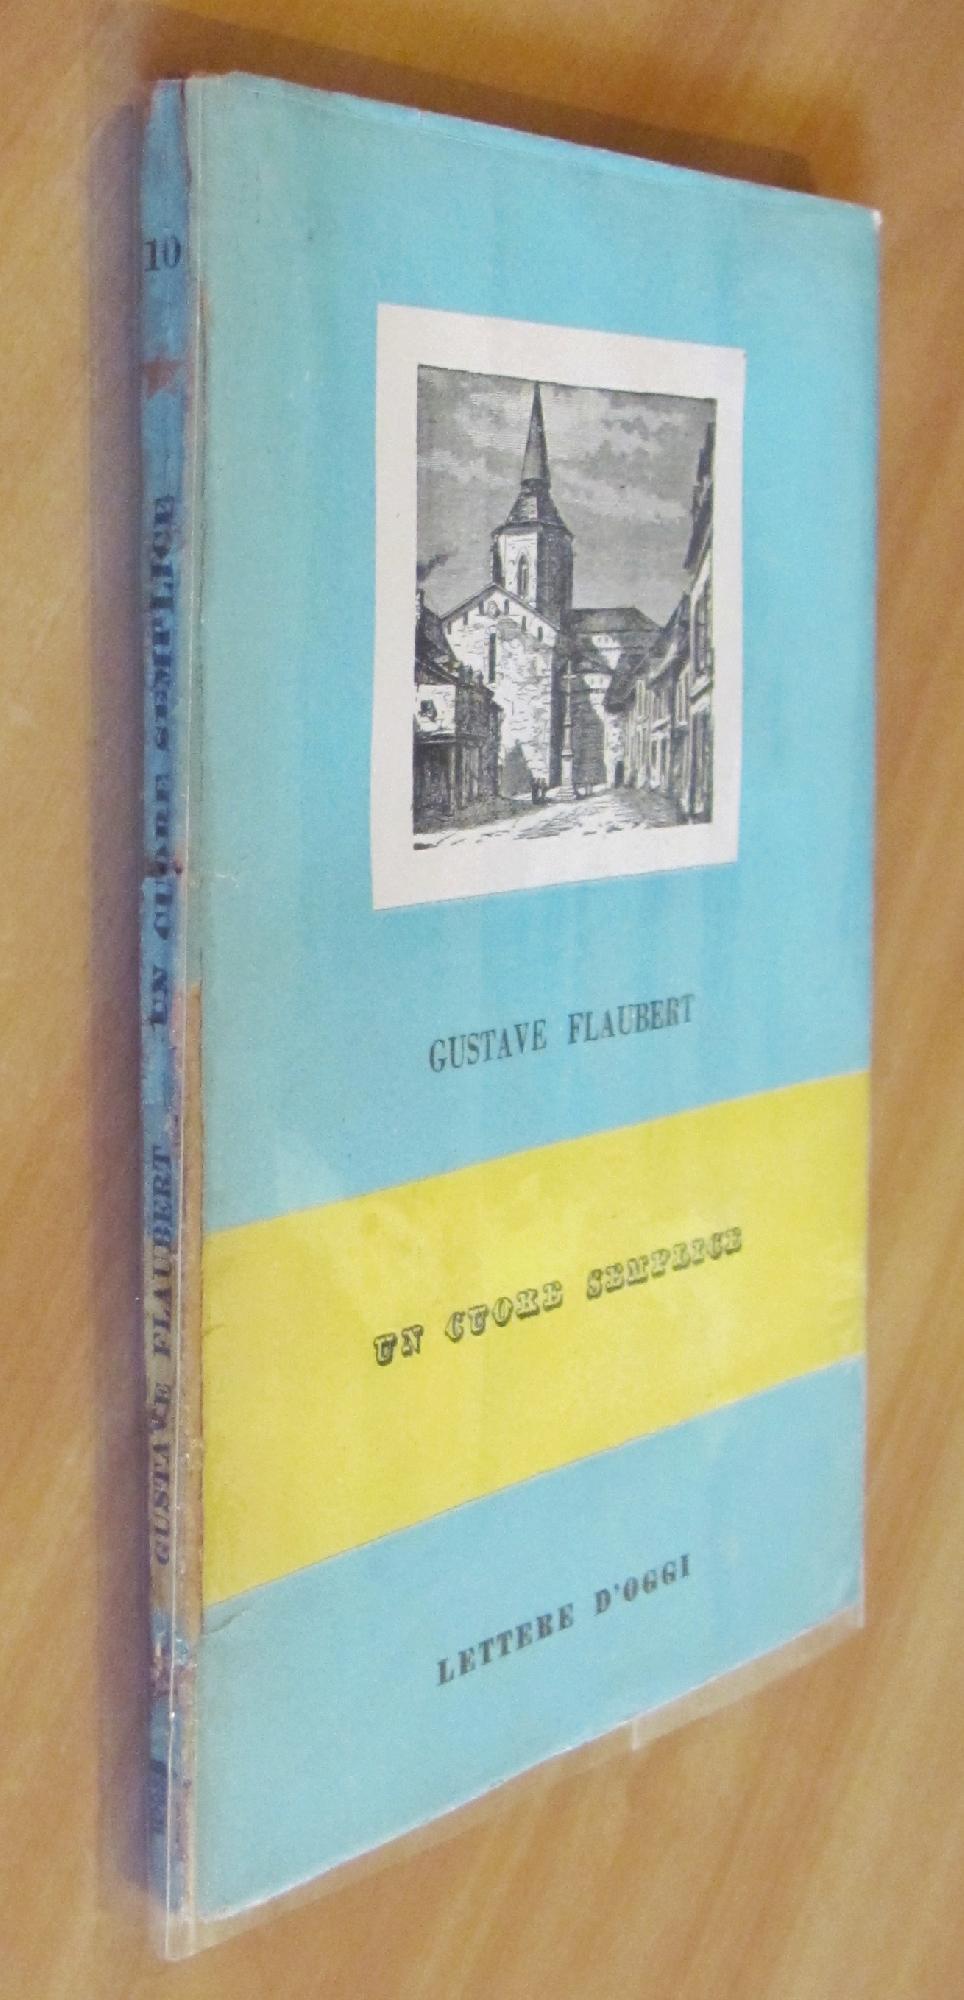 10
GUSTAVE FLAUBERT UN CUORE SEMPLICE
GUSTAVE FLAUBERT
UN CUORE SEMPLICE
LETTERE D'OGGI